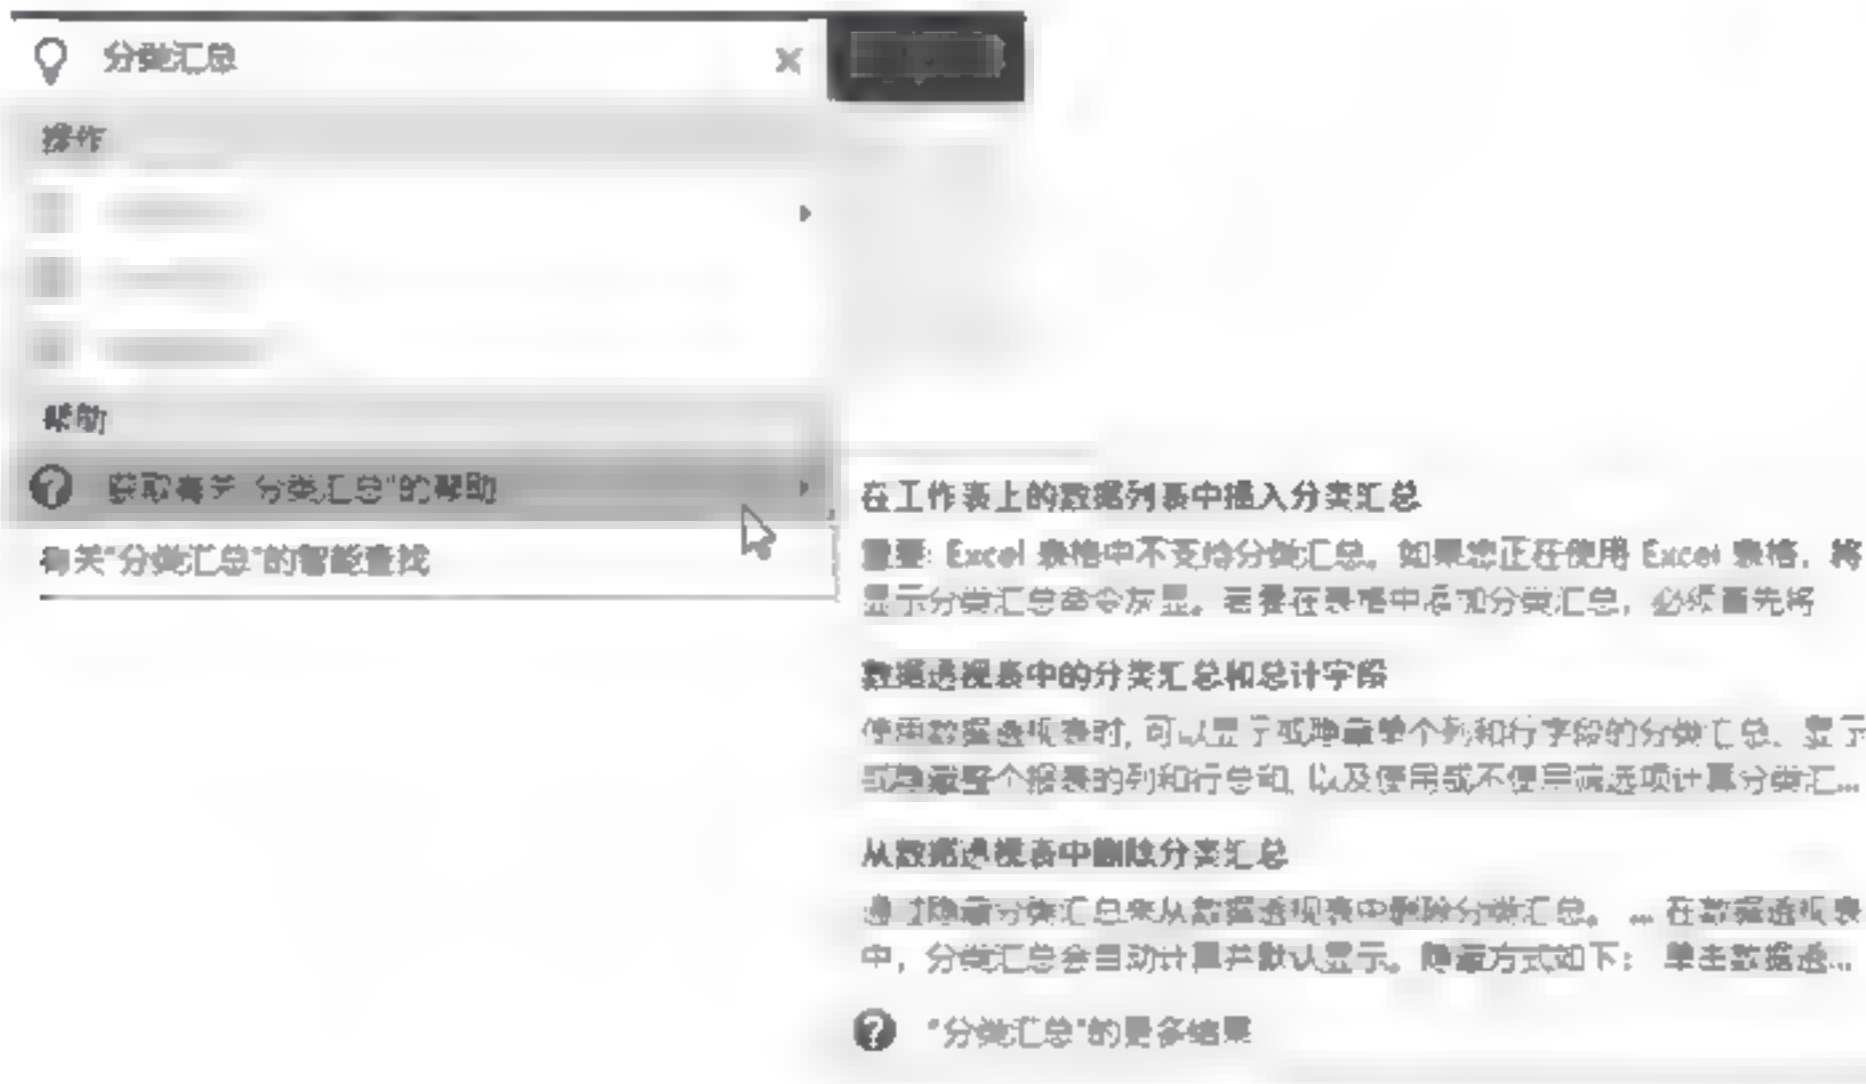 分类汇总
操作
帮助
获取有关"分类汇总"的帮助
有关"分类汇总"的智能查找
在工作表上的数据列表中插入分类汇总
重要: Excel 表格中不支持分类汇总。如果您正在使用 Excel 表格，将
显示分类汇总命令灰显。若要在表格中添加分类汇总，必须首先将
数据透视表中的分类汇总和总计字段
使用数据透视表时, 可以显示或隐藏单个列和行字段的分类汇总、显示
或隐藏整个报表的列和行总和, 以及使用或不使用筛选项计算分类汇...
从数据透视表中删除分类汇总
通过隐藏分类汇总来从数据透视表中删除分类汇总。 ... 在数据透视表
中，分类汇总会自动计算并默认显示。隐藏方式如下： 单击数据透...
"分类汇总"的更多结果